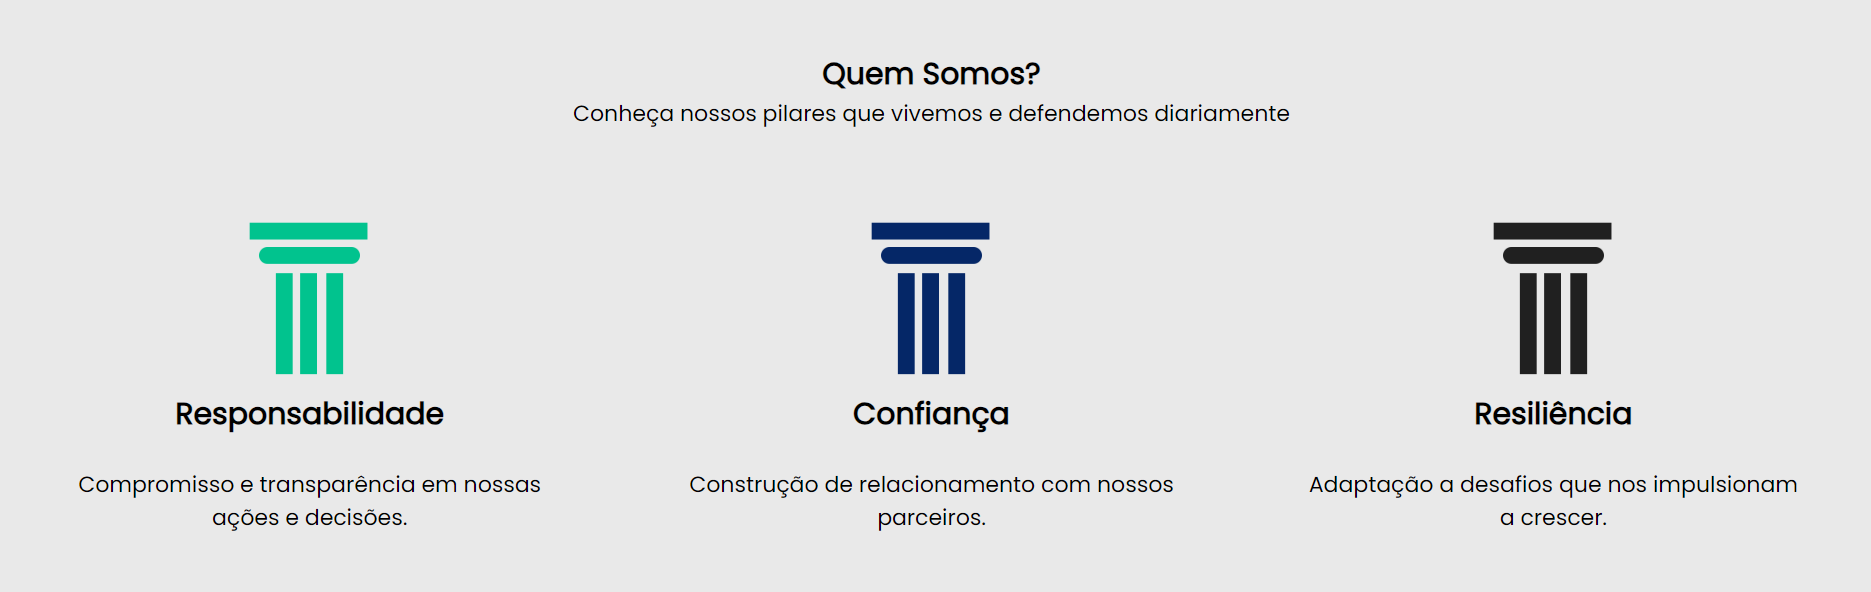 Quem Somos?
Conheça nossos pilares que vivemos e defendemos diariamente
Responsabilidade
Compromisso e transparência em nossas
ações e decisões.
Confiança
Construção de relacionamento com nossos
parceiros.
Resiliência
Adaptação a desafios que nos impulsionam
a crescer.